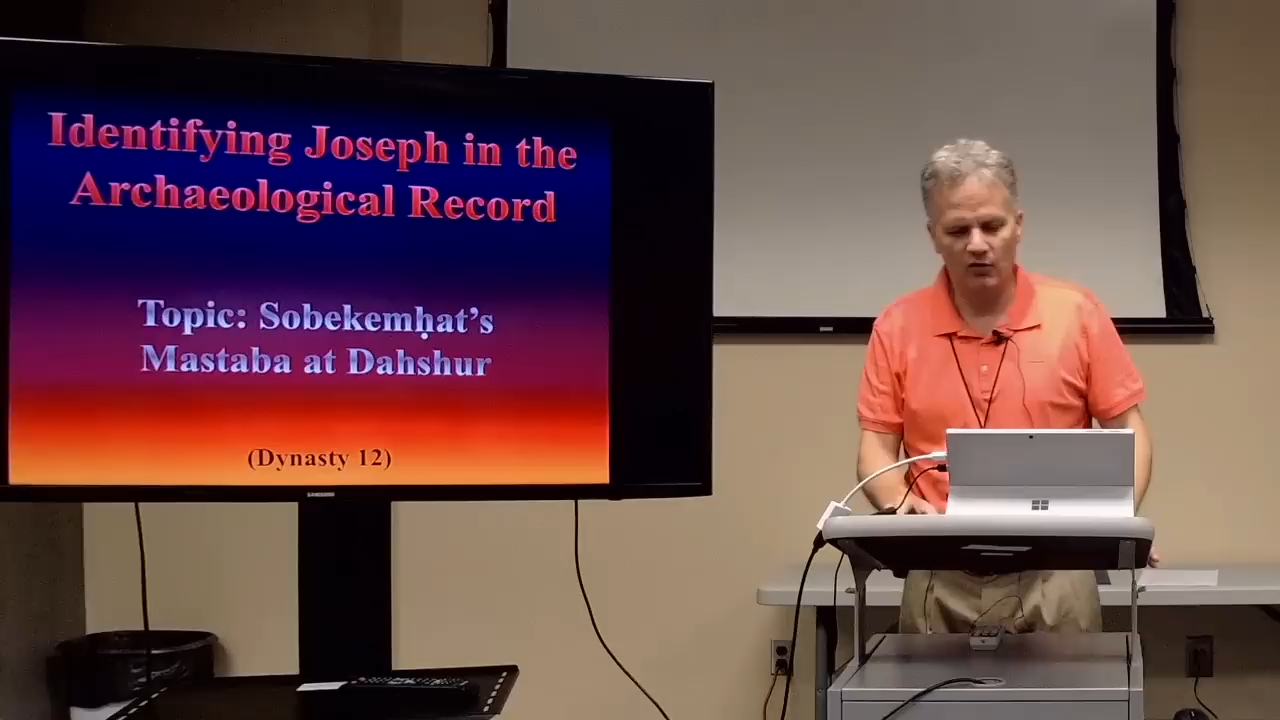 Identifying Joseph in the
Archaeological Record
Topic: Sobekemḥat’s
Mastaba at Dahshur
(Dynasty 12)
SAMSUNG